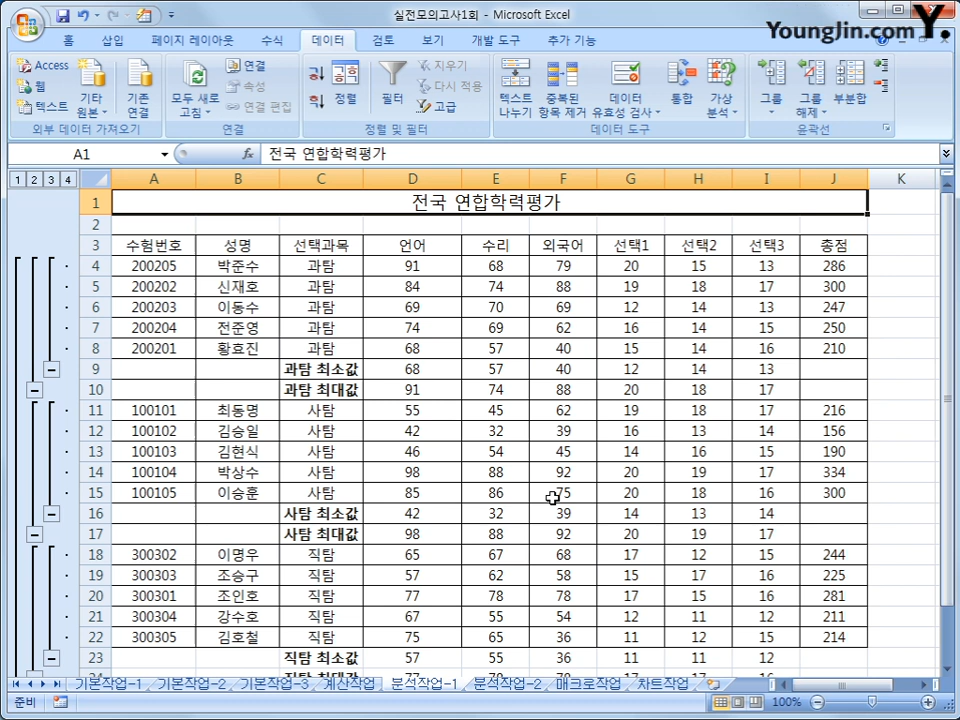 실전모의고사1회 - Microsoft Excel
YoungJin.com Y.
홈 삽입 페이지 레이아웃 수식 데이터 검토 보기 개발 도구 추가 기능
Access 웹 텍스트 기타 원본 기존 연결
모두 새로 고침 연결 속성 연결 편집
정렬 필터 지우기 다시 적용 고급
텍스트 나누기 중복된 항목 제거 데이터 유효성 검사 통합 가상 분석
그룹 그룹 해제 부분합
외부 데이터 가져오기 연결 정렬 및 필터 데이터 도구 윤곽선
A1 fx 전국 연합학력평가
1 2 3 4 A B C D E F G H I J K
1 전국 연합학력평가
2
3 수험번호 성명 선택과목 언어 수리 외국어 선택1 선택2 선택3 총점
4 200205 박준수 과탐 91 68 79 20 15 13 286
5 200202 신재호 과탐 84 74 88 19 18 17 300
6 200203 이동수 과탐 69 70 69 12 14 13 247
7 200204 전준영 과탐 74 69 62 16 14 15 250
8 200201 황효진 과탐 68 57 40 15 14 16 210
9 과탐 최소값 68 57 40 12 14 13
10 과탐 최대값 91 74 88 20 18 17
11 100101 최동명 사탐 55 45 62 19 18 17 216
12 100102 김승일 사탐 42 32 39 16 13 14 156
13 100103 김현식 사탐 46 54 45 14 16 15 190
14 100104 박상수 사탐 98 88 92 20 19 17 334
15 100105 이승훈 사탐 85 86 75 20 18 16 300
16 사탐 최소값 42 32 39 14 13 14
17 사탐 최대값 98 88 92 20 19 17
18 300302 이명우 직탐 65 67 68 17 12 15 244
19 300303 조승구 직탐 57 62 58 15 17 16 225
20 300301 조인호 직탐 77 78 78 17 15 16 281
21 300304 강수호 직탐 67 55 54 12 11 12 211
22 300305 김호철 직탐 75 65 36 11 12 15 214
23 직탐 최소값 57 55 36 11 11 12
기본작업-1 기본작업-2 기본작업-3 계산작업 분석작업-1 분석작업-2 매크로작업 차트작업
준비 100%